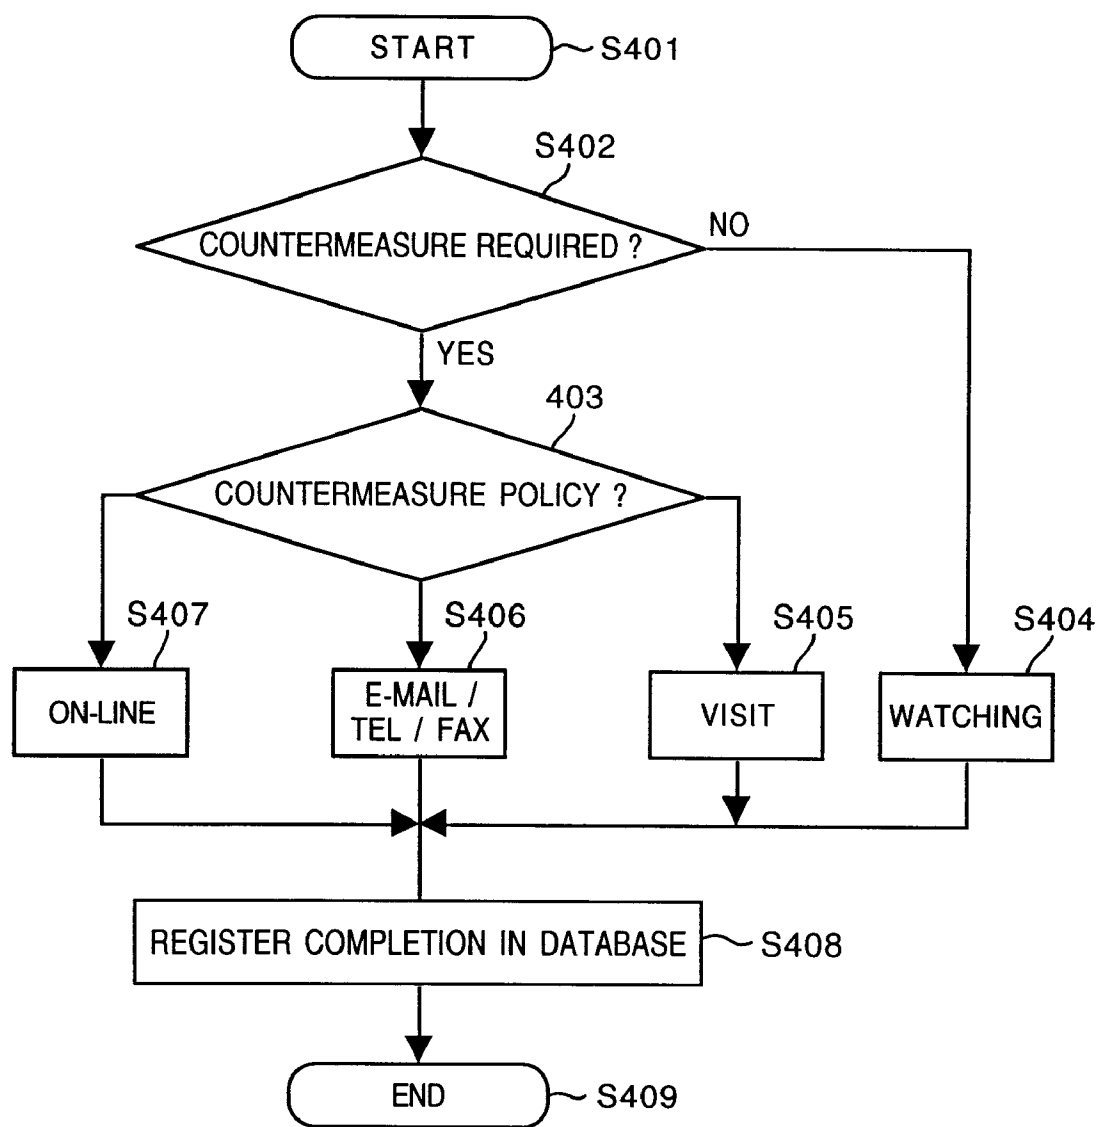 START
S401
S402
COUNTERMEASURE REQUIRED ?
NO
YES
403
COUNTERMEASURE POLICY ?
S407
S406
S405
S404
ON-LINE
E-MAIL /
TEL / FAX
VISIT
WATCHING
REGISTER COMPLETION IN DATABASE
S408
END
S409